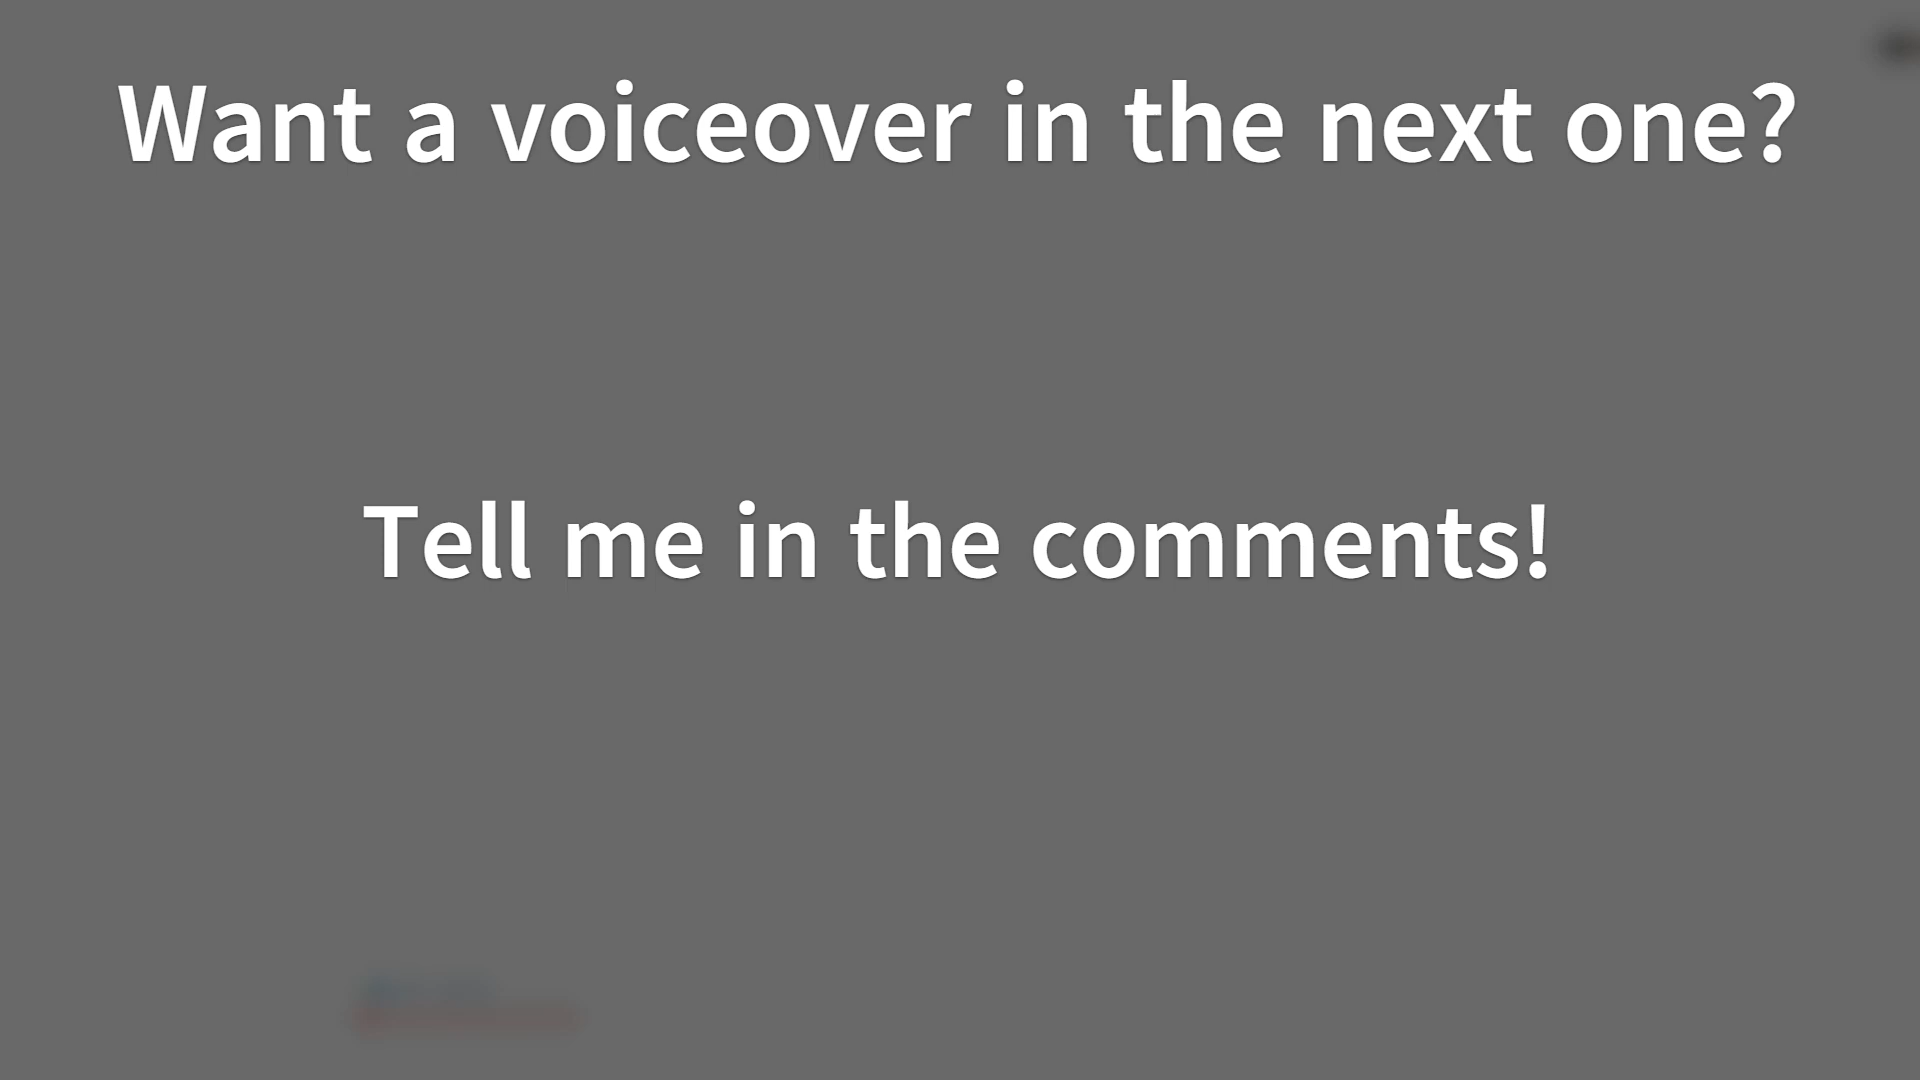 Want a voiceover in the next one?
Tell me in the comments!